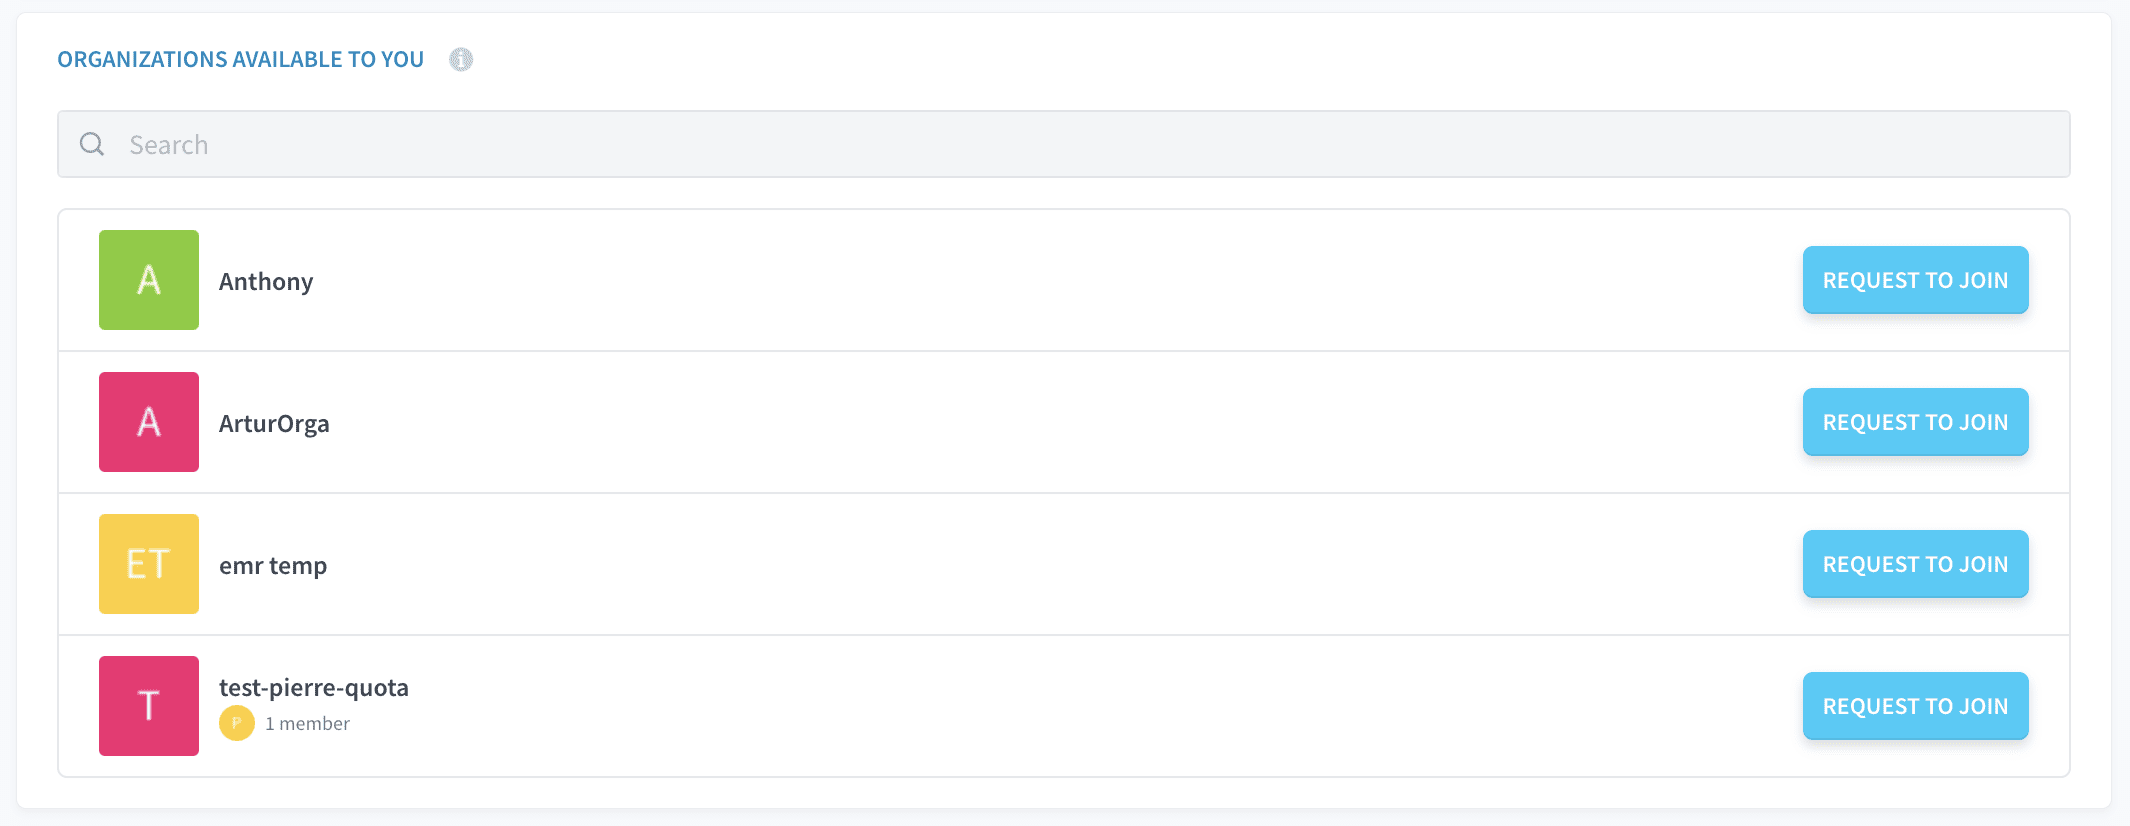 ORGANIZATIONS AVAILABLE TO YOU i
Search
A Anthony REQUEST TO JOIN
A ArturOrga REQUEST TO JOIN
ET emr temp REQUEST TO JOIN
T test-pierre-quota REQUEST TO JOIN
P 1 member